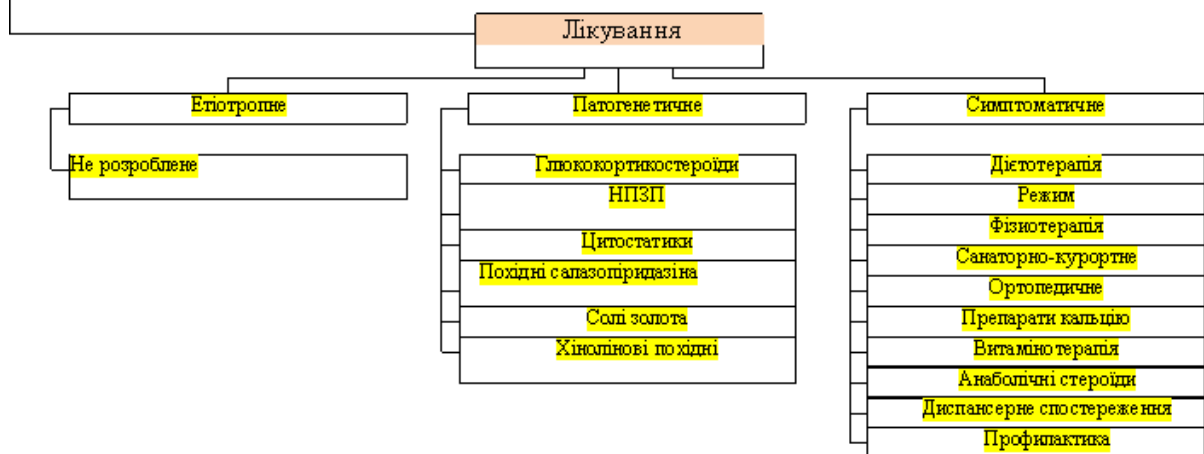 Лікування
Етіотропне
Не розроблене
Патогенетичне
Глюкокортикостероїди
НПЗП
Цитостатики
Похідні салазопіридазіна
Солі золота
Хінолінові похідні
Симптоматичне
Дієтотерапія
Режим
Фізиотерапія
Санаторно-курортне
Ортопедичне
Препарати кальцію
Витамінотерапія
Анаболічні стероїди
Диспансерне спостереження
Профилактика